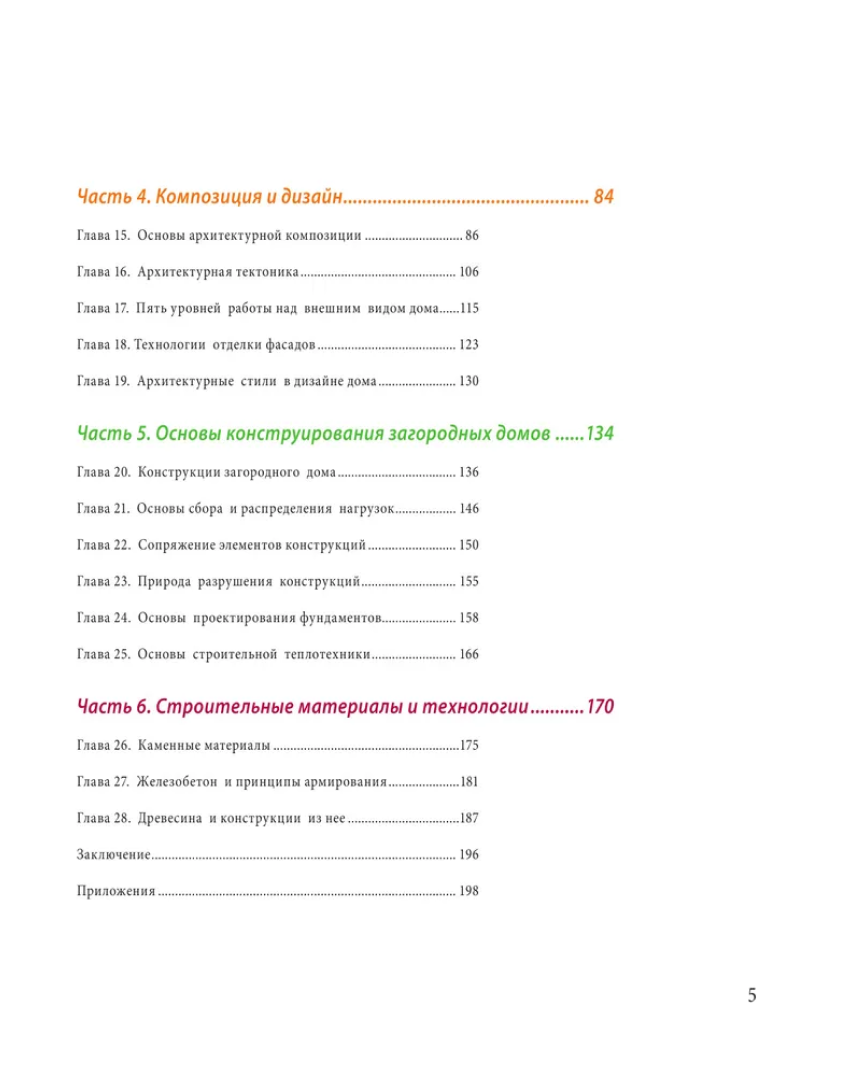 Часть 4. Композиция и дизайн.................................................. 84
Глава 15. Основы архитектурной композиции ............................. 86
Глава 16. Архитектурная тектоника.............................................. 106
Глава 17. Пять уровней работы над внешним видом дома......115
Глава 18. Технологии отделки фасадов......................................... 123
Глава 19. Архитектурные стили в дизайне дома....................... 130
Часть 5. Основы конструирования загородных домов ......134
Глава 20. Конструкции загородного дома................................... 136
Глава 21. Основы сбора и распределения нагрузок.................. 146
Глава 22. Сопряжение элементов конструкций.......................... 150
Глава 23. Природа разрушения конструкций............................ 155
Глава 24. Основы проектирования фундаментов...................... 158
Глава 25. Основы строительной теплотехники......................... 166
Часть 6. Строительные материалы и технологии...........170
Глава 26. Каменные материалы.......................................................175
Глава 27. Железобетон и принципы армирования.....................181
Глава 28. Древесина и конструкции из нее.................................187
Заключение.......................................................................................... 196
Приложения........................................................................................ 198
5